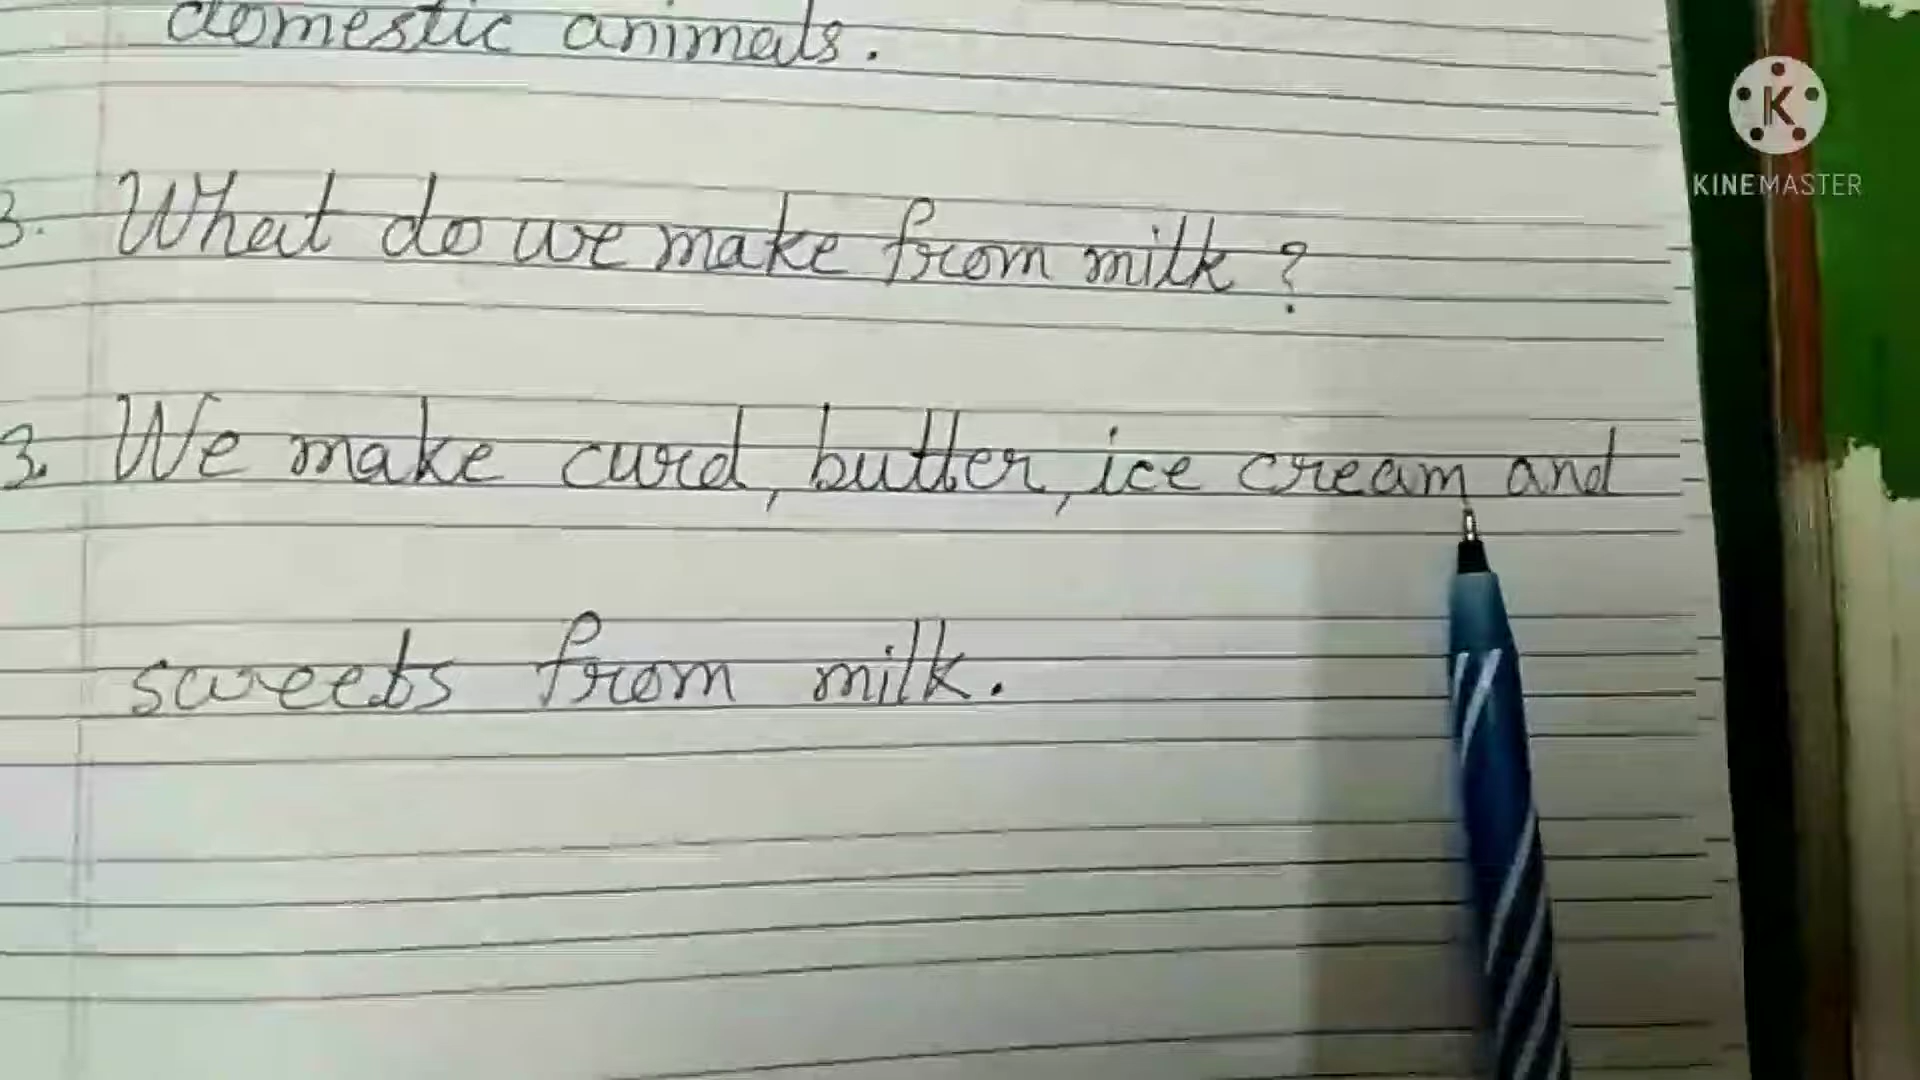 domestic animals.
3. What do we make from milk?
3. We make curd, butter, ice cream and
sweets from milk.
K
KINEMASTER